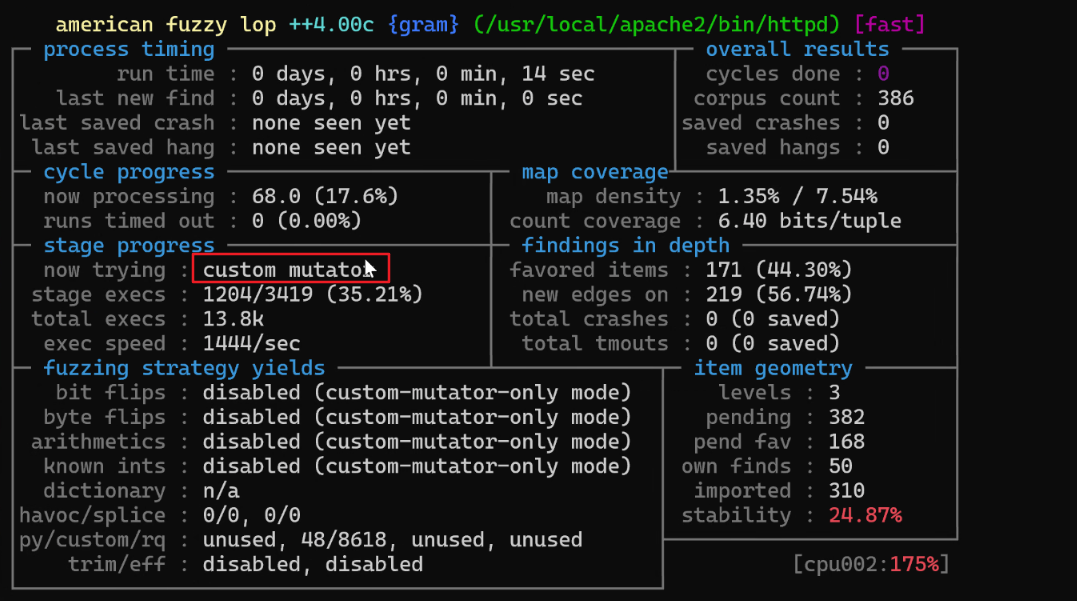 american fuzzy lop ++4.00c {gram} (/usr/local/apache2/bin/httpd) [fast]
process timing
run time : 0 days, 0 hrs, 0 min, 14 sec
last new find : 0 days, 0 hrs, 0 min, 0 sec
last saved crash : none seen yet
last saved hang : none seen yet
overall results
cycles done : 0
corpus count : 386
saved crashes : 0
saved hangs : 0
cycle progress
now processing : 68.0 (17.6%)
runs timed out : 0 (0.00%)
map coverage
map density : 1.35% / 7.54%
count coverage : 6.40 bits/tuple
stage progress
now trying : custom mutator
stage execs : 1204/3419 (35.21%)
total execs : 13.8k
exec speed : 1444/sec
findings in depth
favored items : 171 (44.30%)
new edges on : 219 (56.74%)
total crashes : 0 (0 saved)
total tmouts : 0 (0 saved)
fuzzing strategy yields
bit flips : disabled (custom-mutator-only mode)
byte flips : disabled (custom-mutator-only mode)
arithmetics : disabled (custom-mutator-only mode)
known ints : disabled (custom-mutator-only mode)
dictionary : n/a
havoc/splice : 0/0, 0/0
py/custom/rq : unused, 48/8618, unused, unused
trim/eff : disabled, disabled
item geometry
levels : 3
pending : 382
pend fav : 168
own finds : 50
imported : 310
stability : 24.87%
[cpu002:175%]